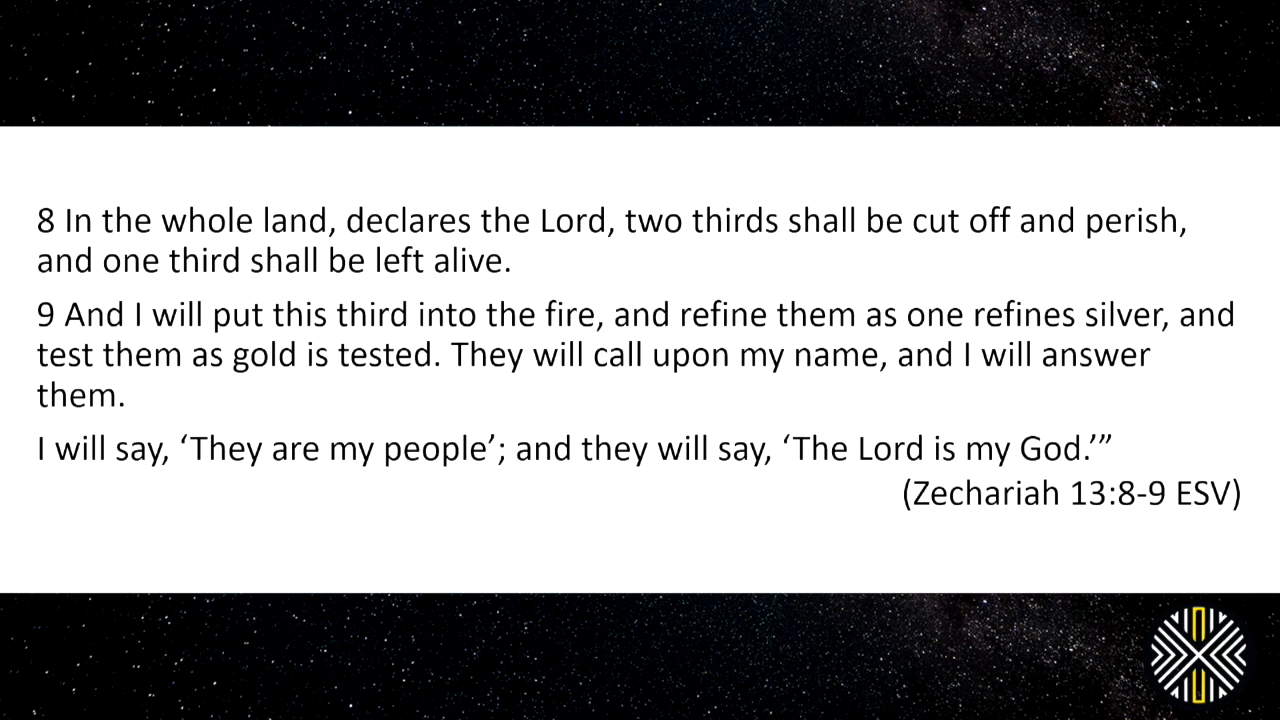 8 In the whole land, declares the Lord, two thirds shall be cut off and perish,
and one third shall be left alive.
9 And I will put this third into the fire, and refine them as one refines silver, and
test them as gold is tested. They will call upon my name, and I will answer
them.
I will say, ‘They are my people’; and they will say, ‘The Lord is my God.’”
(Zechariah 13:8-9 ESV)